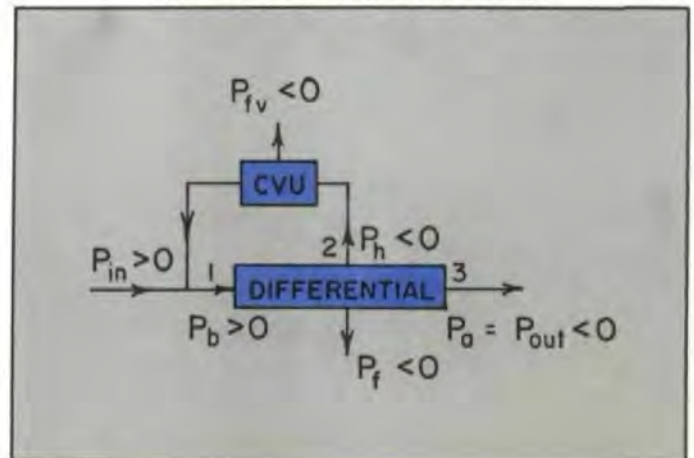 P_fv <0
CVU
2 P_h <0
P_in >0 1 DIFFERENTIAL 3
P_b >0 P_a = P_out <0
P_f <0